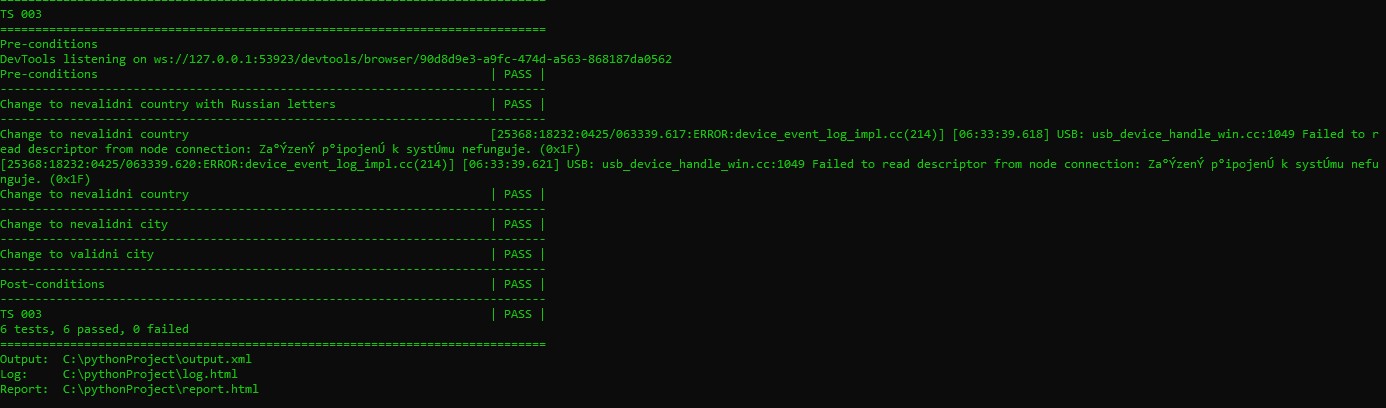 TS 003
==============================================================================
Pre-conditions
DevTools listening on ws://127.0.0.1:53923/devtools/browser/90d8d9e3-a9fc-474d-a563-868187da0562
Pre-conditions                                                        | PASS |
------------------------------------------------------------------------------
Change to nevalidni country with Russian letters                      | PASS |
------------------------------------------------------------------------------
Change to nevalidni country                                           [25368:18232:0425/063339.617:ERROR:device_event_log_impl.cc(214)] [06:33:39.618] USB: usb_device_handle_win.cc:1049 Failed to r
ead descriptor from node connection: Za°ÝzenÝ p°ipojenÚ k systÚmu nefunguje. (0x1F)
[25368:18232:0425/063339.620:ERROR:device_event_log_impl.cc(214)] [06:33:39.621] USB: usb_device_handle_win.cc:1049 Failed to read descriptor from node connection: Za°ÝzenÝ p°ipojenÚ k systÚmu nefu
nguje. (0x1F)
Change to nevalidni country                                           | PASS |
------------------------------------------------------------------------------
Change to nevalidni city                                              | PASS |
------------------------------------------------------------------------------
Change to validni city                                                | PASS |
------------------------------------------------------------------------------
Post-conditions                                                       | PASS |
------------------------------------------------------------------------------
TS 003                                                                | PASS |
6 tests, 6 passed, 0 failed
==============================================================================
Output:  C:\pythonProject\output.xml
Log:     C:\pythonProject\log.html
Report:  C:\pythonProject\report.html